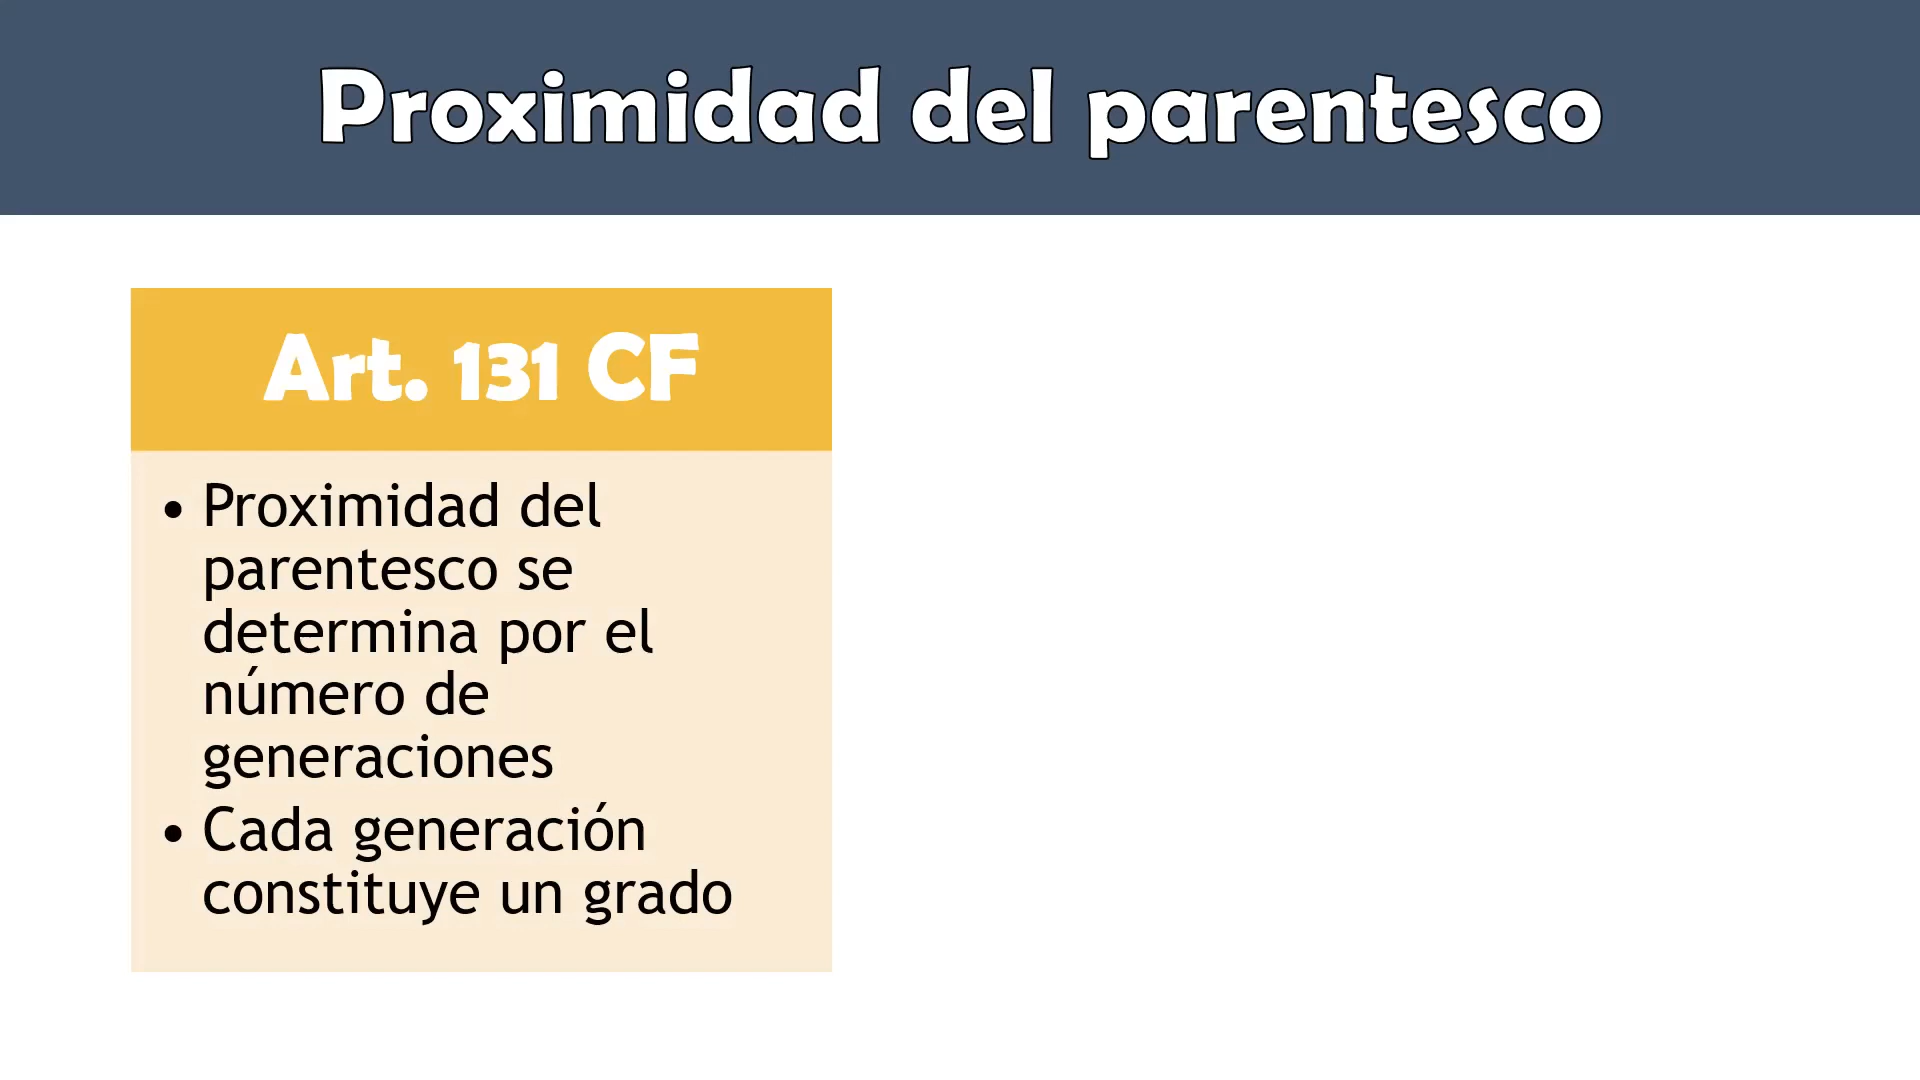 Proximidad del parentesco
Art. 131 CF
• Proximidad del
parentesco se
determina por el
número de
generaciones
• Cada generación
constituye un grado